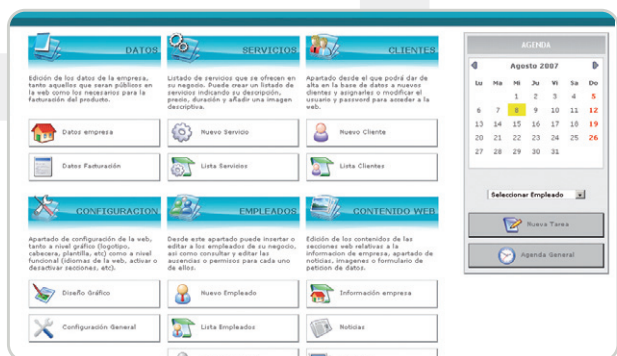 DATOS
Edición de los datos de la empresa,
tanto aquellos que seran públicos en
la web como los necesarios para la
facturación del producto.
Datos empresa
Datos Facturación
SERVICIOS
Listado de servicios que se ofrecen en
su negocio. Puede crear un listado de
servicios indicando su descripción,
precio, duración y añadir una imagen
descriptiva.
Nuevo Servicio
Lista Servicios
CLIENTES
Apartado desde el que podrá dar de
alta en la base de datos a nuevos
clientes y asignarles o modificar el
usuario y password para acceder a la
web.
Nuevo Cliente
Lista Clientes
CONFIGURACION
Apartado de configuración de la web,
tanto a nivel gráfico (logotipo,
cabecera, plantilla, etc) como a nivel
funcional (idiomas de la web, activar o
desactivar secciones, etc).
Diseño Gráfico
Configuración General
EMPLEADOS
Desde este apartado puede insertar o
editar a los empleados de su negocio,
asi como consultar y editar las
ausencias o permisos para cada uno
de ellos.
Nuevo Empleado
Lista Empleados
CONTENIDO WEB
Edición de los contenidos de las
secciones web relativas a la
informacion de empresa, apartado de
noticias, imagenes o formulario de
peticion de datos.
Información empresa
Noticias
AGENDA
Agosto 2007
Lu Ma Mi Ju Vi Sa Do
1 2 3 4 5
6 7 8 9 10 11 12
13 14 15 16 17 18 19
20 21 22 23 24 25 26
27 28 29 30 31
Seleccionar Empleado
Nueva Tarea
Agenda General